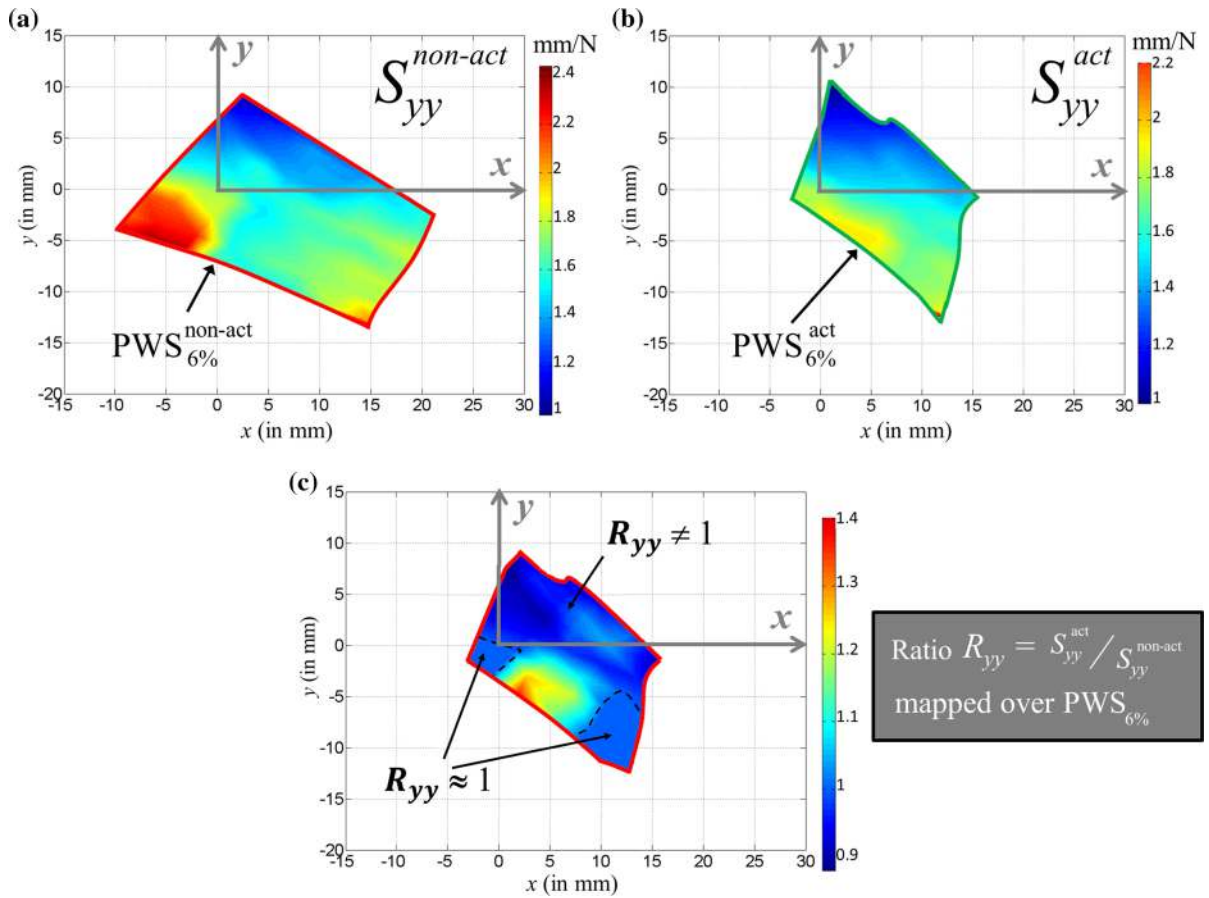 (a)
y
S_yy^non-act
mm/N
15
10
5
0
-5
-10
-15
-20
y (in mm)
x
PWS_6%^non-act
-15 -10 -5 0 5 10 15 20 25 30
x (in mm)
2.4
2.2
2
1.8
1.6
1.4
1.2
1
(b)
y
S_yy^act
mm/N
15
10
5
0
-5
-10
-15
-20
y (in mm)
x
PWS_6%^act
-15 -10 -5 0 5 10 15 20 25 30
x (in mm)
2.2
2
1.8
1.6
1.4
1.2
1
(c)
y
R_yy ≠ 1
15
10
5
0
-5
-10
-15
-20
y (in mm)
x
R_yy ≈ 1
-15 -10 -5 0 5 10 15 20 25 30
x (in mm)
1.4
1.3
1.2
1.1
1
0.9
Ratio R_yy = S_yy^act / S_yy^non-act
mapped over PWS_6%